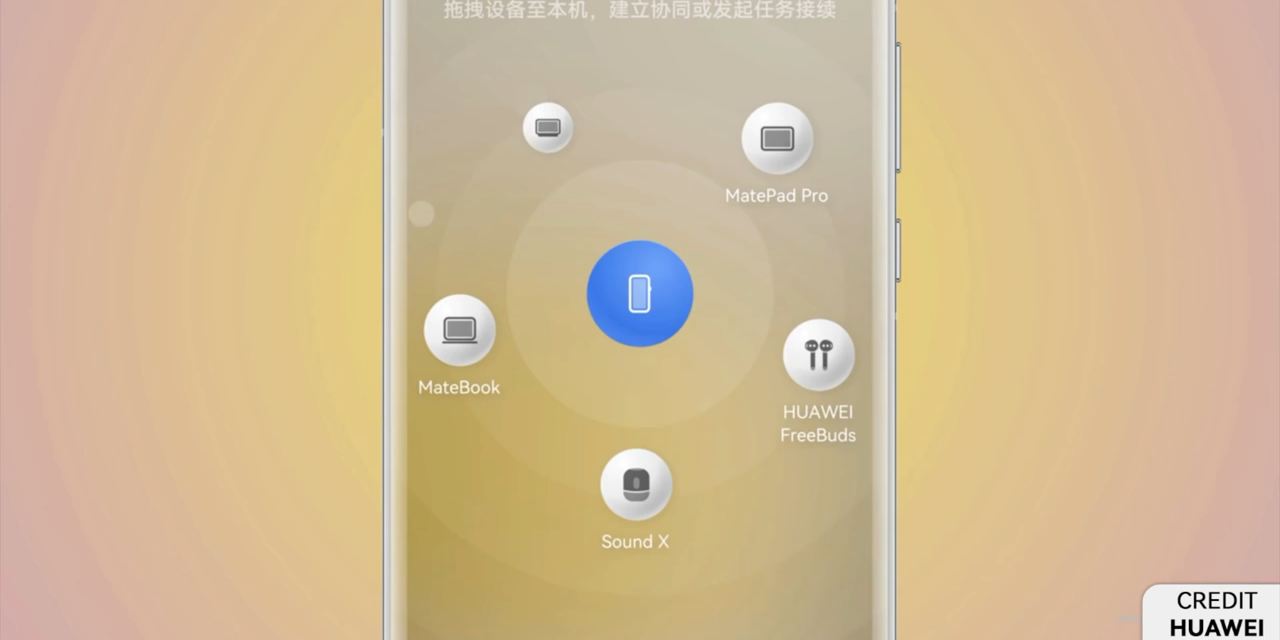 拖拽设备至本机，建立协同或发起任务接续
MatePad Pro
MateBook
HUAWEI
FreeBuds
Sound X
CREDIT
HUAWEI